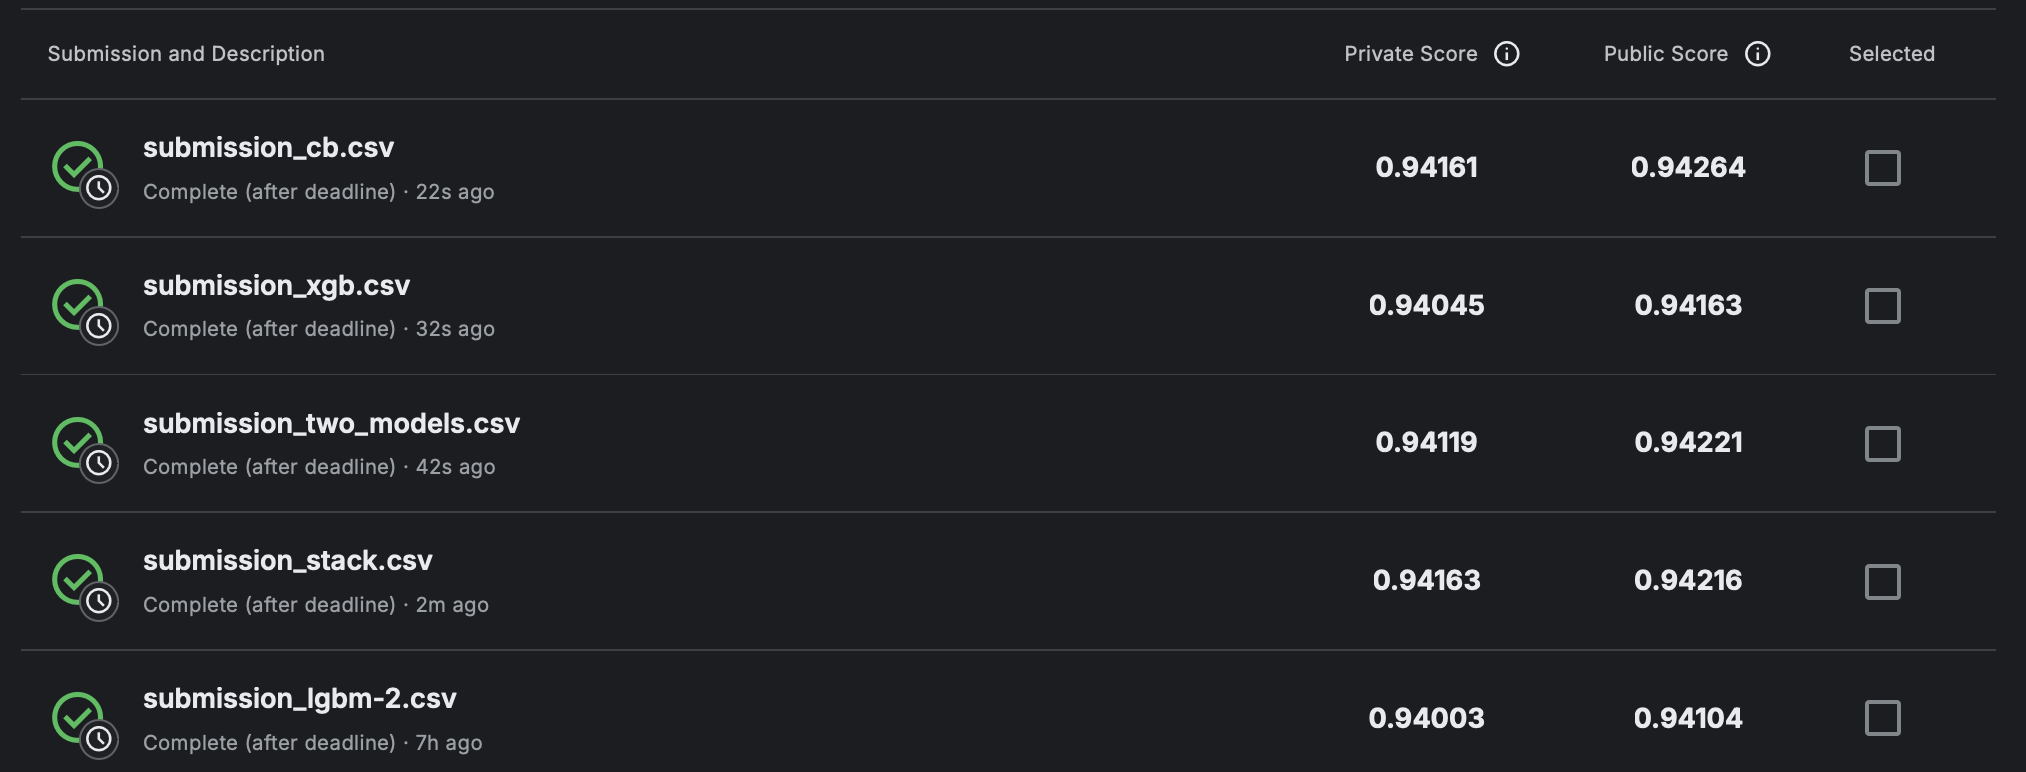 Submission and Description Private Score Public Score Selected
submission_cb.csv
Complete (after deadline) · 22s ago
0.94161 0.94264
submission_xgb.csv
Complete (after deadline) · 32s ago
0.94045 0.94163
submission_two_models.csv
Complete (after deadline) · 42s ago
0.94119 0.94221
submission_stack.csv
Complete (after deadline) · 2m ago
0.94163 0.94216
submission_lgbm-2.csv
Complete (after deadline) · 7h ago
0.94003 0.94104